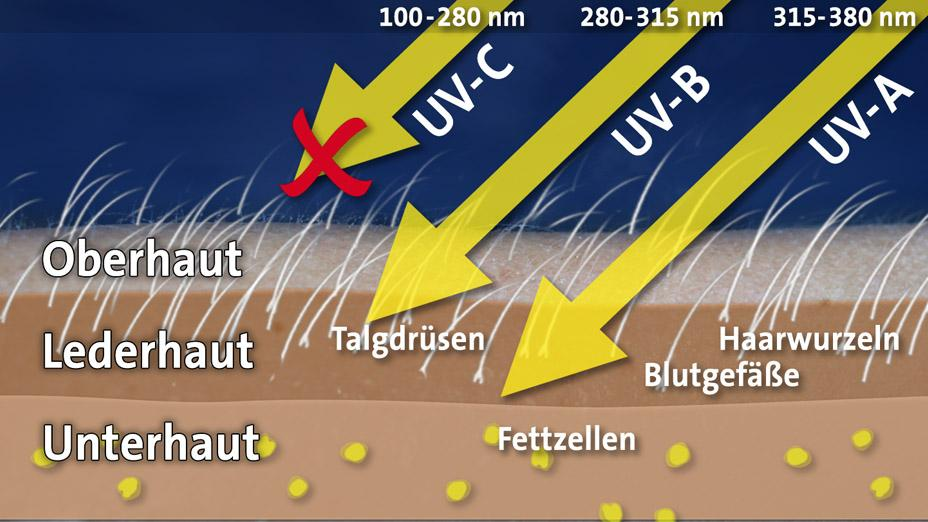 100-280 nm
280-315 nm
315-380 nm
UV-C
UV-B
UV-A
Oberhaut
Lederhaut
Talgdrüsen
Haarwurzeln
Blutgefäße
Unterhaut
Fettzellen